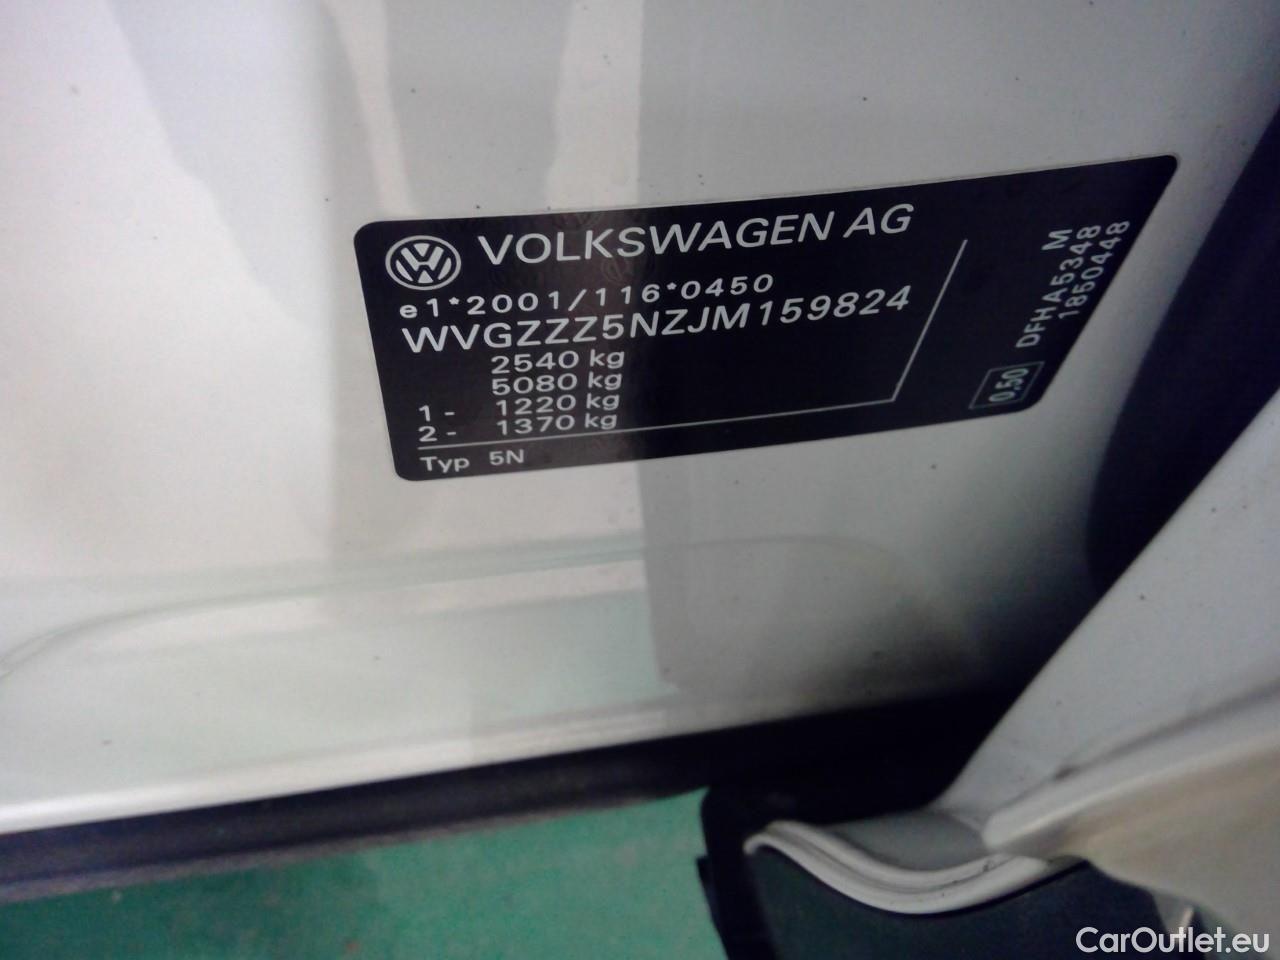 VOLKSWAGEN AG
e1*2001/116*0450
WVGZZZ5NZJM159824
2540 kg
5080 kg
1 - 1220 kg
2 - 1370 kg
Typ 5N
0,50
DFHA5348 M
1850448
CarOutlet.eu